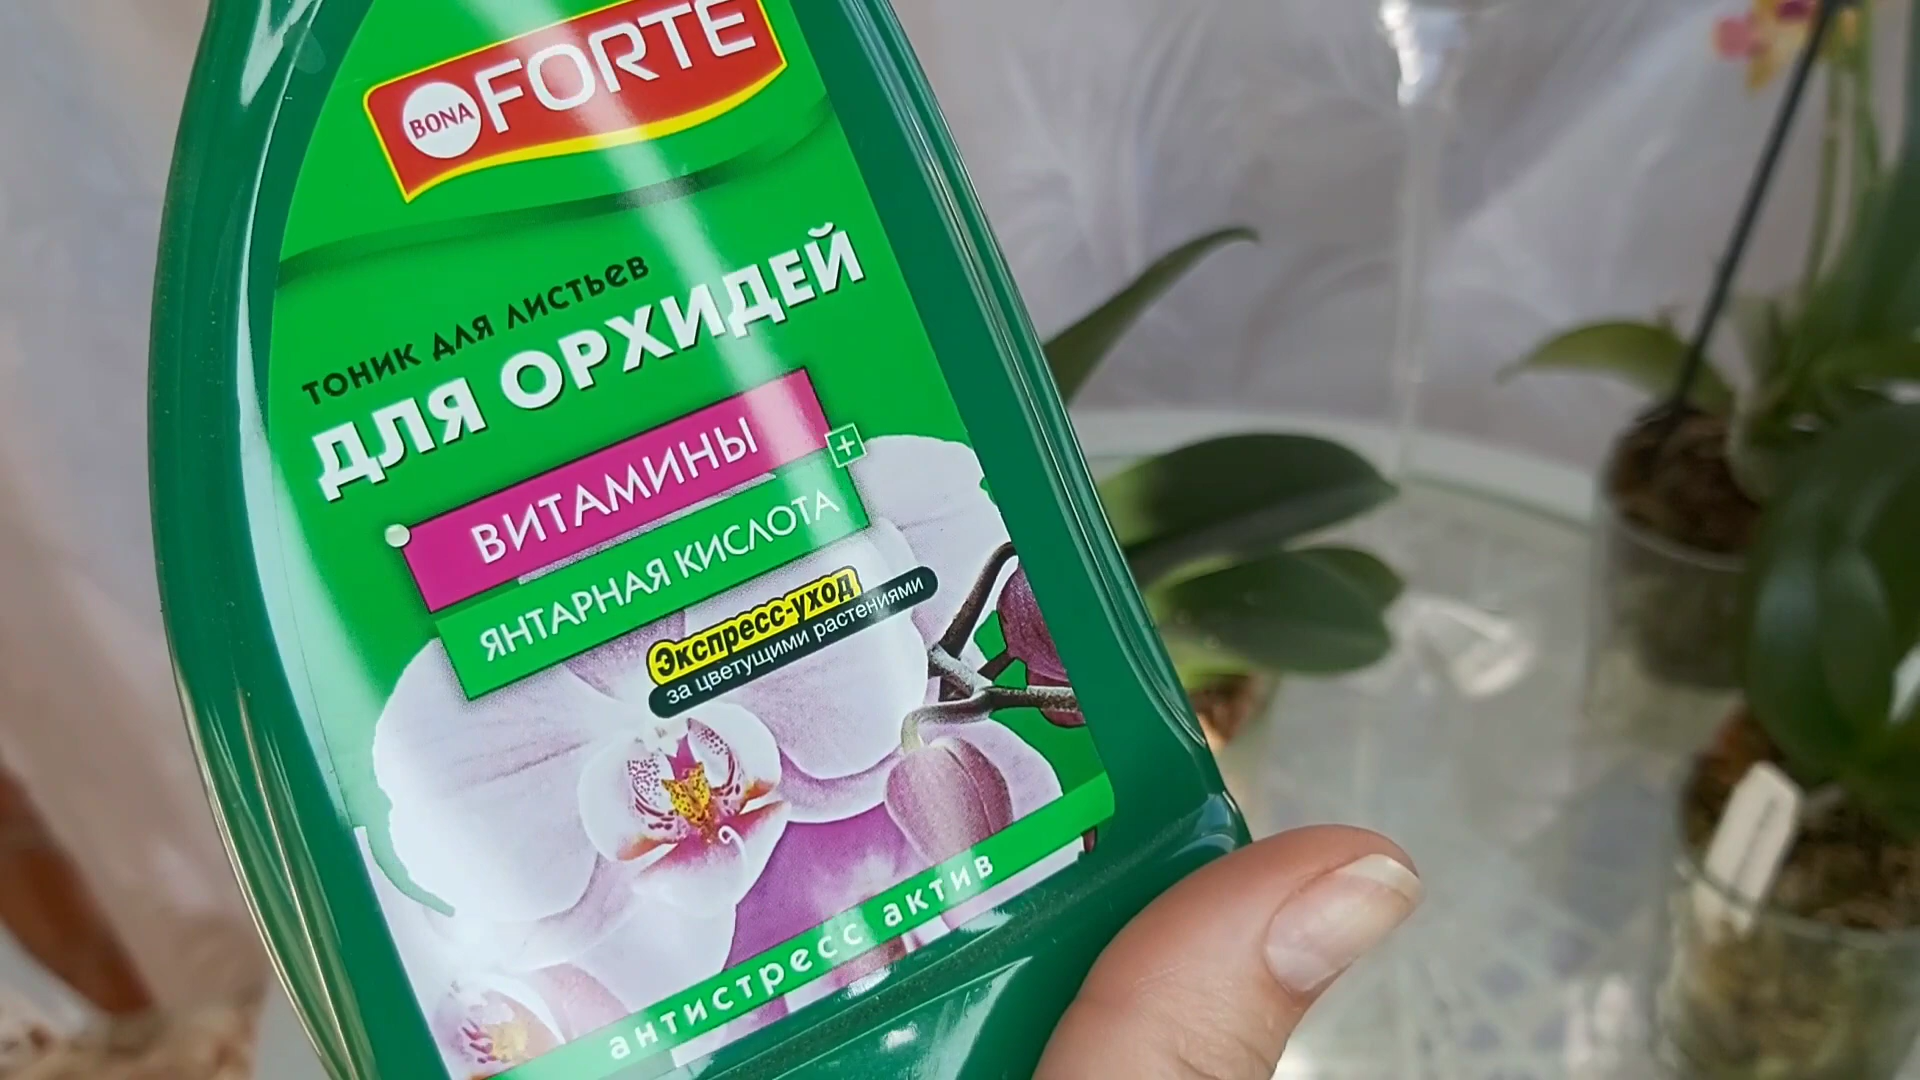 BONA FORTE
тоник для листьев
ДЛЯ ОРХИДЕЙ
ВИТАМИНЫ
+
ЯНТАРНАЯ КИСЛОТА
Экспресс-уход
за цветущими растениями
антистресс актив